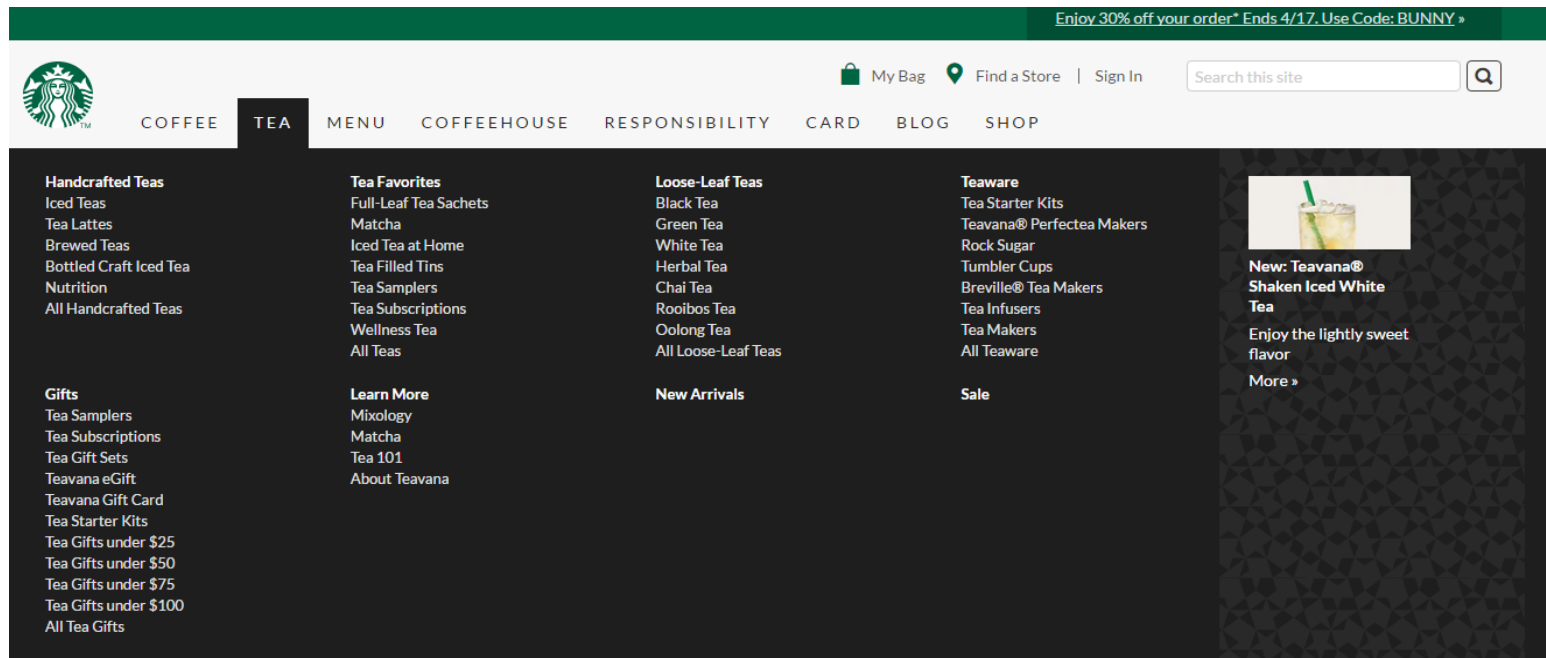 Enjoy 30% off your order* Ends 4/17. Use Code: BUNNY »
My Bag
Find a Store | Sign In
Search this site
TM
COFFEE
TEA
MENU
COFFEEHOUSE
RESPONSIBILITY
CARD
BLOG
SHOP
Handcrafted Teas
Iced Teas
Tea Lattes
Brewed Teas
Bottled Craft Iced Tea
Nutrition
All Handcrafted Teas
Tea Favorites
Full-Leaf Tea Sachets
Matcha
Iced Tea at Home
Tea Filled Tins
Tea Samplers
Tea Subscriptions
Wellness Tea
All Teas
Loose-Leaf Teas
Black Tea
Green Tea
White Tea
Herbal Tea
Chai Tea
Rooibos Tea
Oolong Tea
All Loose-Leaf Teas
Teaware
Tea Starter Kits
Teavana® Perfectea Makers
Rock Sugar
Tumbler Cups
Breville® Tea Makers
Tea Infusers
Tea Makers
All Teaware
New: Teavana®
Shaken Iced White
Tea
Enjoy the lightly sweet
flavor
More »
Gifts
Tea Samplers
Tea Subscriptions
Tea Gift Sets
Teavana eGift
Teavana Gift Card
Tea Starter Kits
Tea Gifts under $25
Tea Gifts under $50
Tea Gifts under $75
Tea Gifts under $100
All Tea Gifts
Learn More
Mixology
Matcha
Tea 101
About Teavana
New Arrivals
Sale